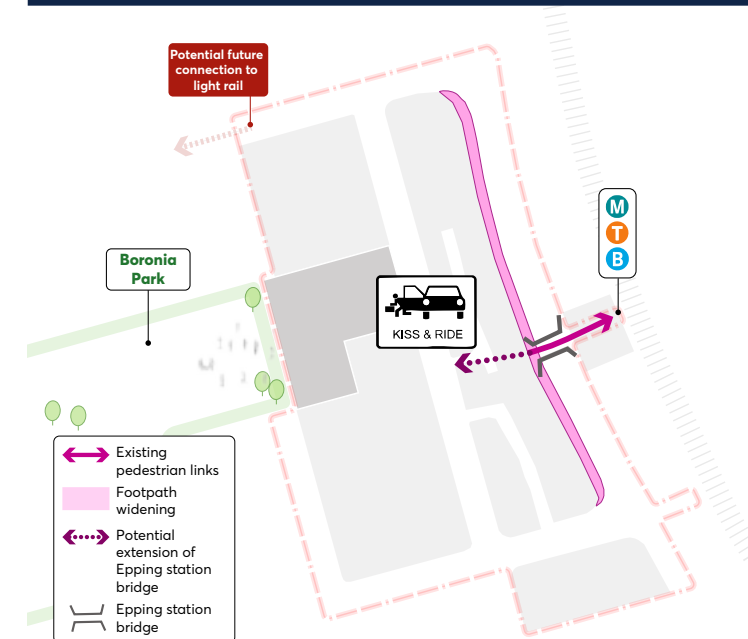 Potential future
connection to
light rail
M
T
B
Boronia
Park
KISS & RIDE
Existing
pedestrian links
Footpath
widening
Potential
extension of
Epping station
bridge
Epping station
bridge